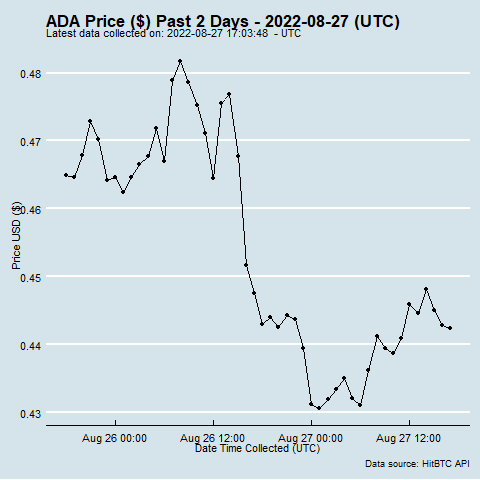 ADA Price ($) Past 2 Days - 2022-08-27 (UTC)
Latest data collected on: 2022-08-27 17:03:48  - UTC
0.48
0.47
0.46
0.45
0.44
0.43
Price USD ($)
Aug 26 00:00 Aug 26 12:00 Aug 27 00:00 Aug 27 12:00
Date Time Collected (UTC)
Data source: HitBTC API